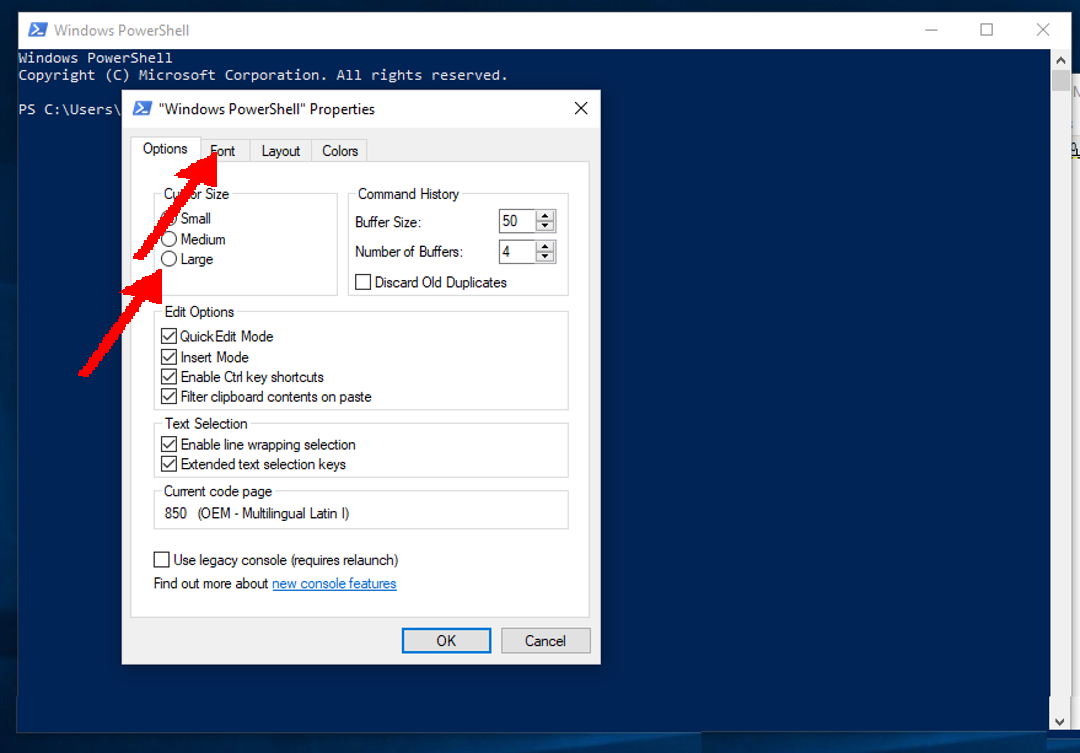 Windows PowerShell
Windows PowerShell
Copyright (C) Microsoft Corporation. All rights reserved.
PS C:\Users\
"Windows PowerShell" Properties
Options Font Layout Colors
Cursor Size
Small
Medium
Large
Command History
Buffer Size: 50
Number of Buffers: 4
Discard Old Duplicates
Edit Options
QuickEdit Mode
Insert Mode
Enable Ctrl key shortcuts
Filter clipboard contents on paste
Text Selection
Enable line wrapping selection
Extended text selection keys
Current code page
850 (OEM - Multilingual Latin I)
Use legacy console (requires relaunch)
Find out more about new console features
OK Cancel